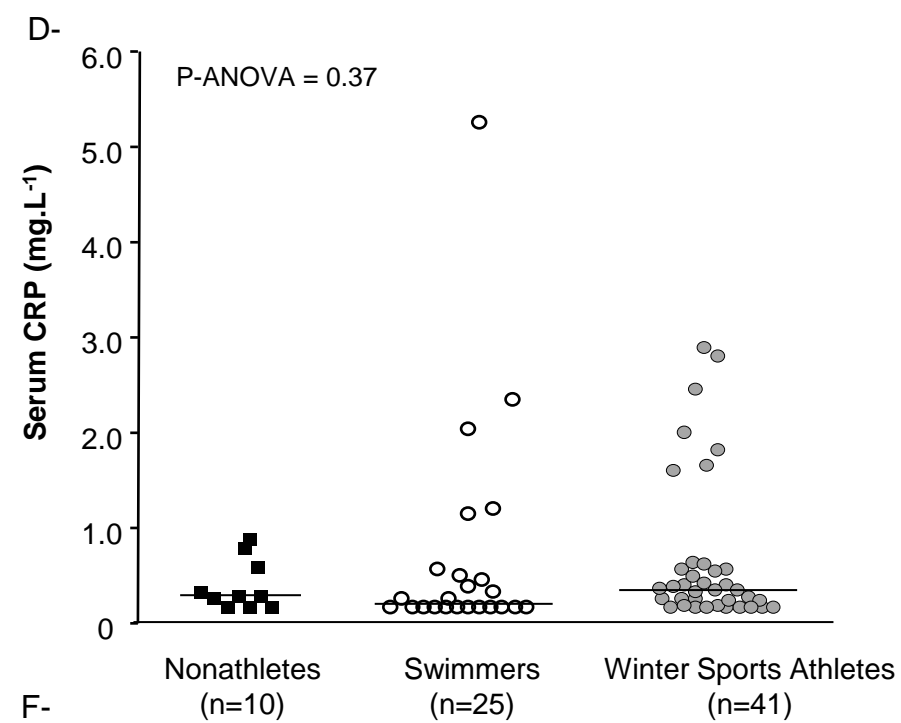 D-
6.0
P-ANOVA = 0.37
5.0
4.0
3.0
2.0
1.0
0
Serum CRP (mg.L-1)
Nonathletes
(n=10)
Swimmers
(n=25)
Winter Sports Athletes
(n=41)
F-